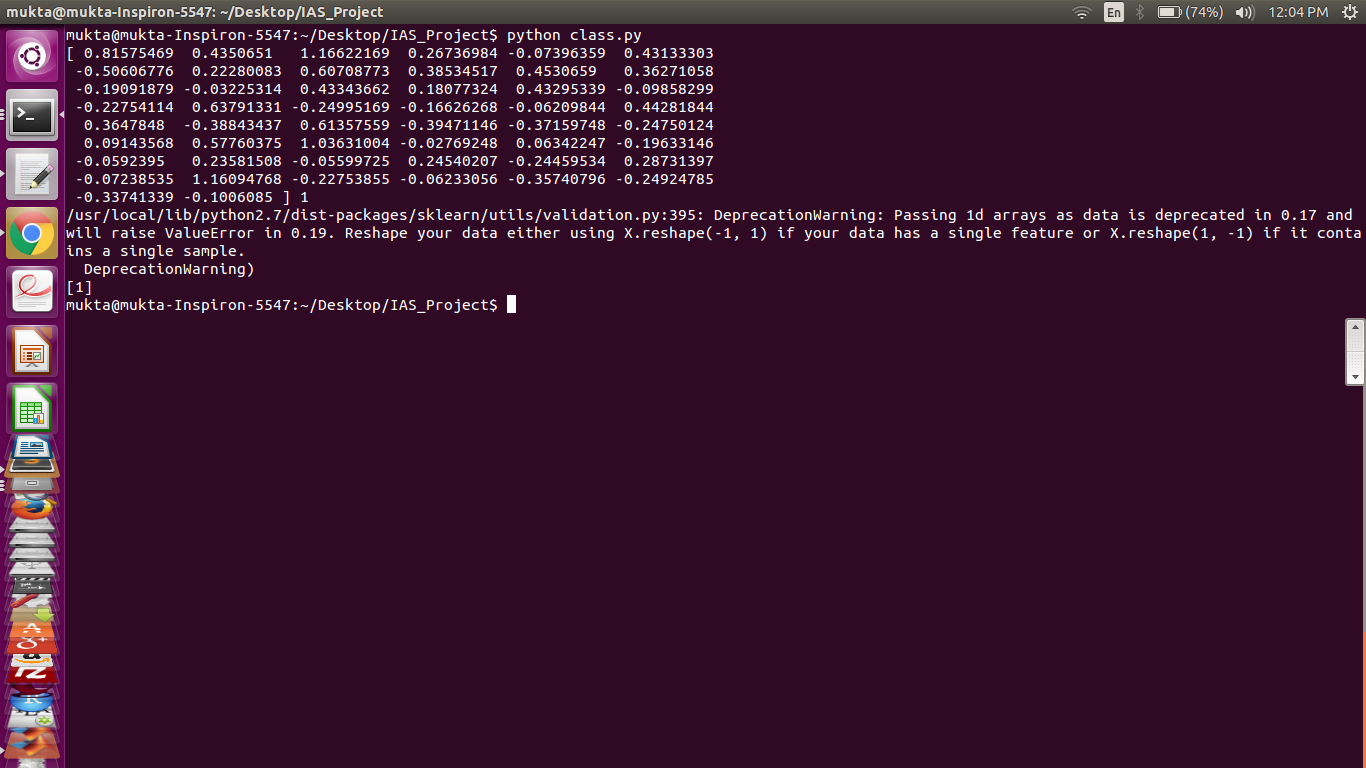 mukta@mukta-Inspiron-5547: ~/Desktop/IAS_Project
En
(74%)
12:04 PM
mukta@mukta-Inspiron-5547:~/Desktop/IAS_Project$ python class.py
[ 0.81575469  0.4350651   1.16622169  0.26736984 -0.07396359  0.43133303
 -0.50606776  0.22280083  0.60708773  0.38534517  0.4530659   0.36271058
 -0.19091879 -0.03225314  0.43343662  0.18077324  0.43295339 -0.09858299
 -0.22754114  0.63791331 -0.24995169 -0.16626268 -0.06209844  0.44281844
  0.3647848  -0.38843437  0.61357559 -0.39471146 -0.37159748 -0.24750124
  0.09143568  0.57760375  1.03631004 -0.02769248  0.06342247 -0.19633146
 -0.0592395   0.23581508 -0.05599725  0.24540207 -0.24459534  0.28731397
 -0.07238535  1.16094768 -0.22753855 -0.06233056 -0.35740796 -0.24924785
 -0.33741339 -0.1006085 ] 1
/usr/local/lib/python2.7/dist-packages/sklearn/utils/validation.py:395: DeprecationWarning: Passing 1d arrays as data is deprecated in 0.17 and
will raise ValueError in 0.19. Reshape your data either using X.reshape(-1, 1) if your data has a single feature or X.reshape(1, -1) if it conta
ins a single sample.
  DeprecationWarning)
[1]
mukta@mukta-Inspiron-5547:~/Desktop/IAS_Project$